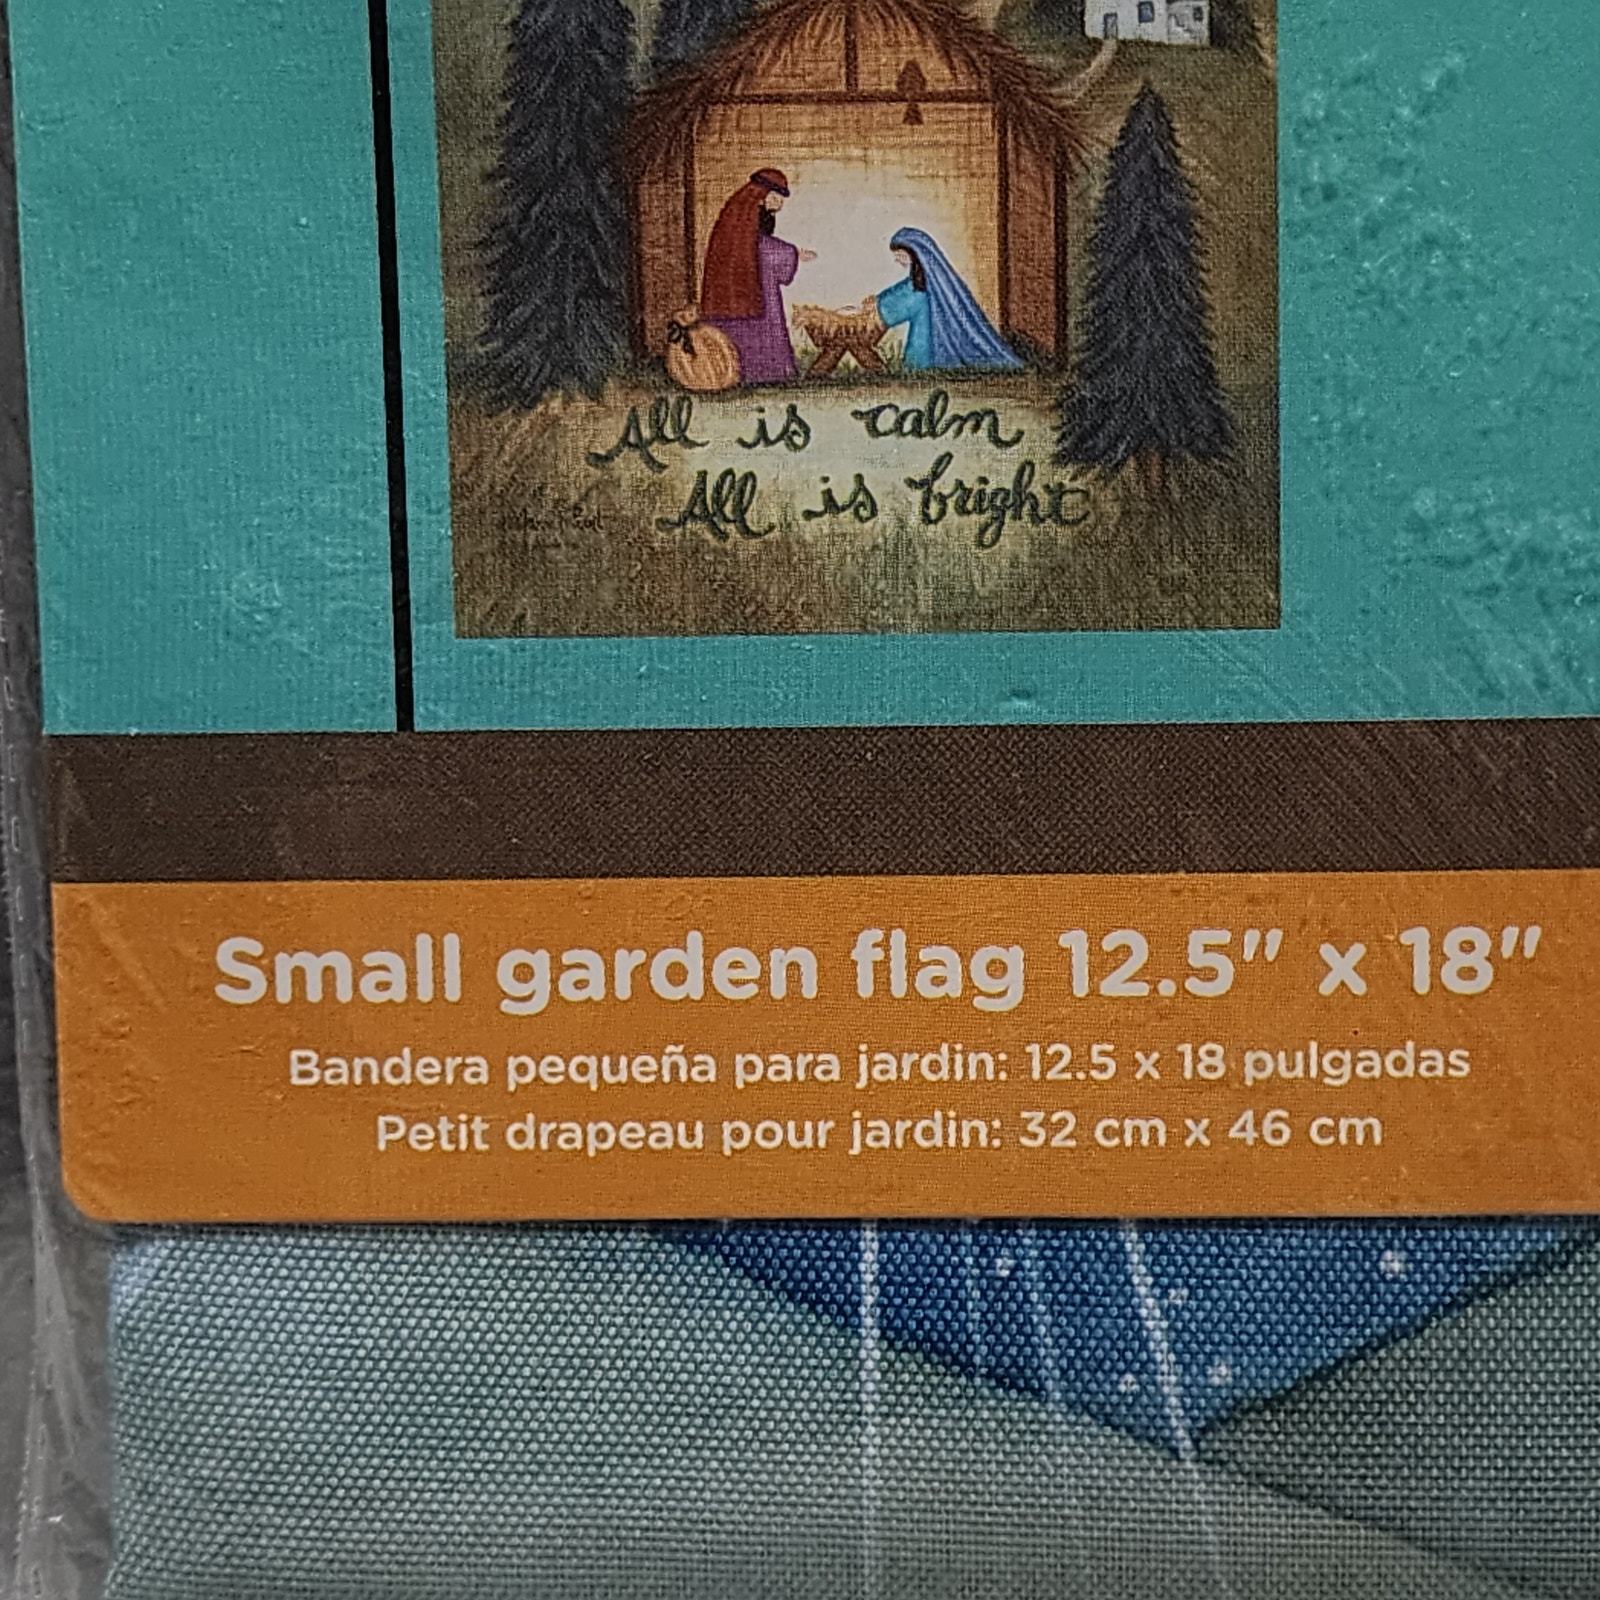 All is calm
All is bright
Small garden flag 12.5" x 18"
Bandera pequeña para jardin: 12.5 x 18 pulgadas
Petit drapeau pour jardin: 32 cm x 46 cm